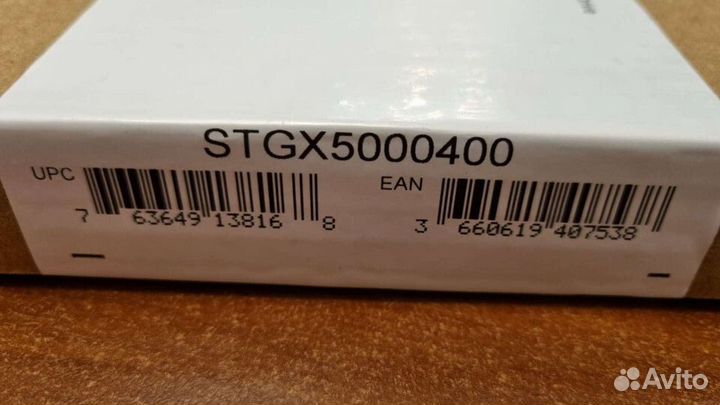 STGX5000400
UPC
EAN
7 63649 13816 8
3 660619 407538
Avito